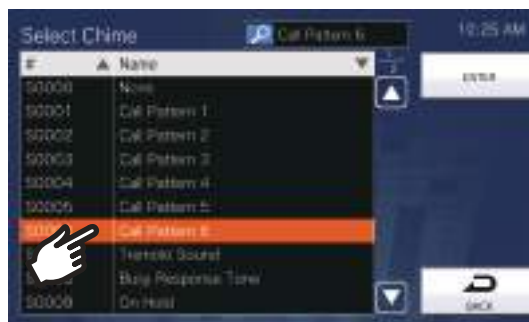 Select Chime Call Pattern 6 10:25 AM
# Name
S0000 None
S0001 Call Pattern 1
S0002 Call Pattern 2
S0003 Call Pattern 3
S0004 Call Pattern 4
S0005 Call Pattern 5
Call Pattern 6
Tremolo Sound
Busy Response Tone
S0009 On Hold
ENTER
BACK